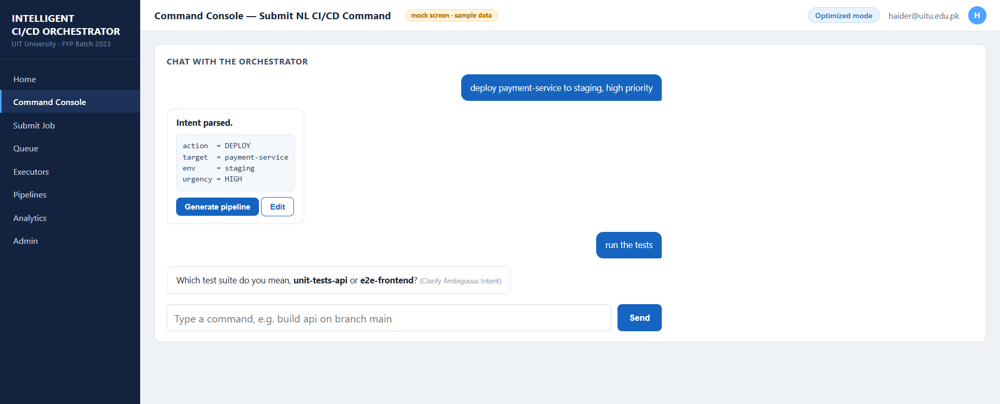 INTELLIGENT
CI/CD ORCHESTRATOR
UIT University · FYP Batch 2023
Home
Command Console
Submit Job
Queue
Executors
Pipelines
Analytics
Admin
Command Console — Submit NL CI/CD Command
mock screen · sample data
Optimized mode
haider@uitu.edu.pk
H
CHAT WITH THE ORCHESTRATOR
deploy payment-service to staging, high priority
Intent parsed.
action = DEPLOY
target = payment-service
env = staging
urgency = HIGH
Generate pipeline
Edit
run the tests
Which test suite do you mean, unit-tests-api or e2e-frontend? (Clarify Ambiguous Intent)
Type a command, e.g. build api on branch main
Send